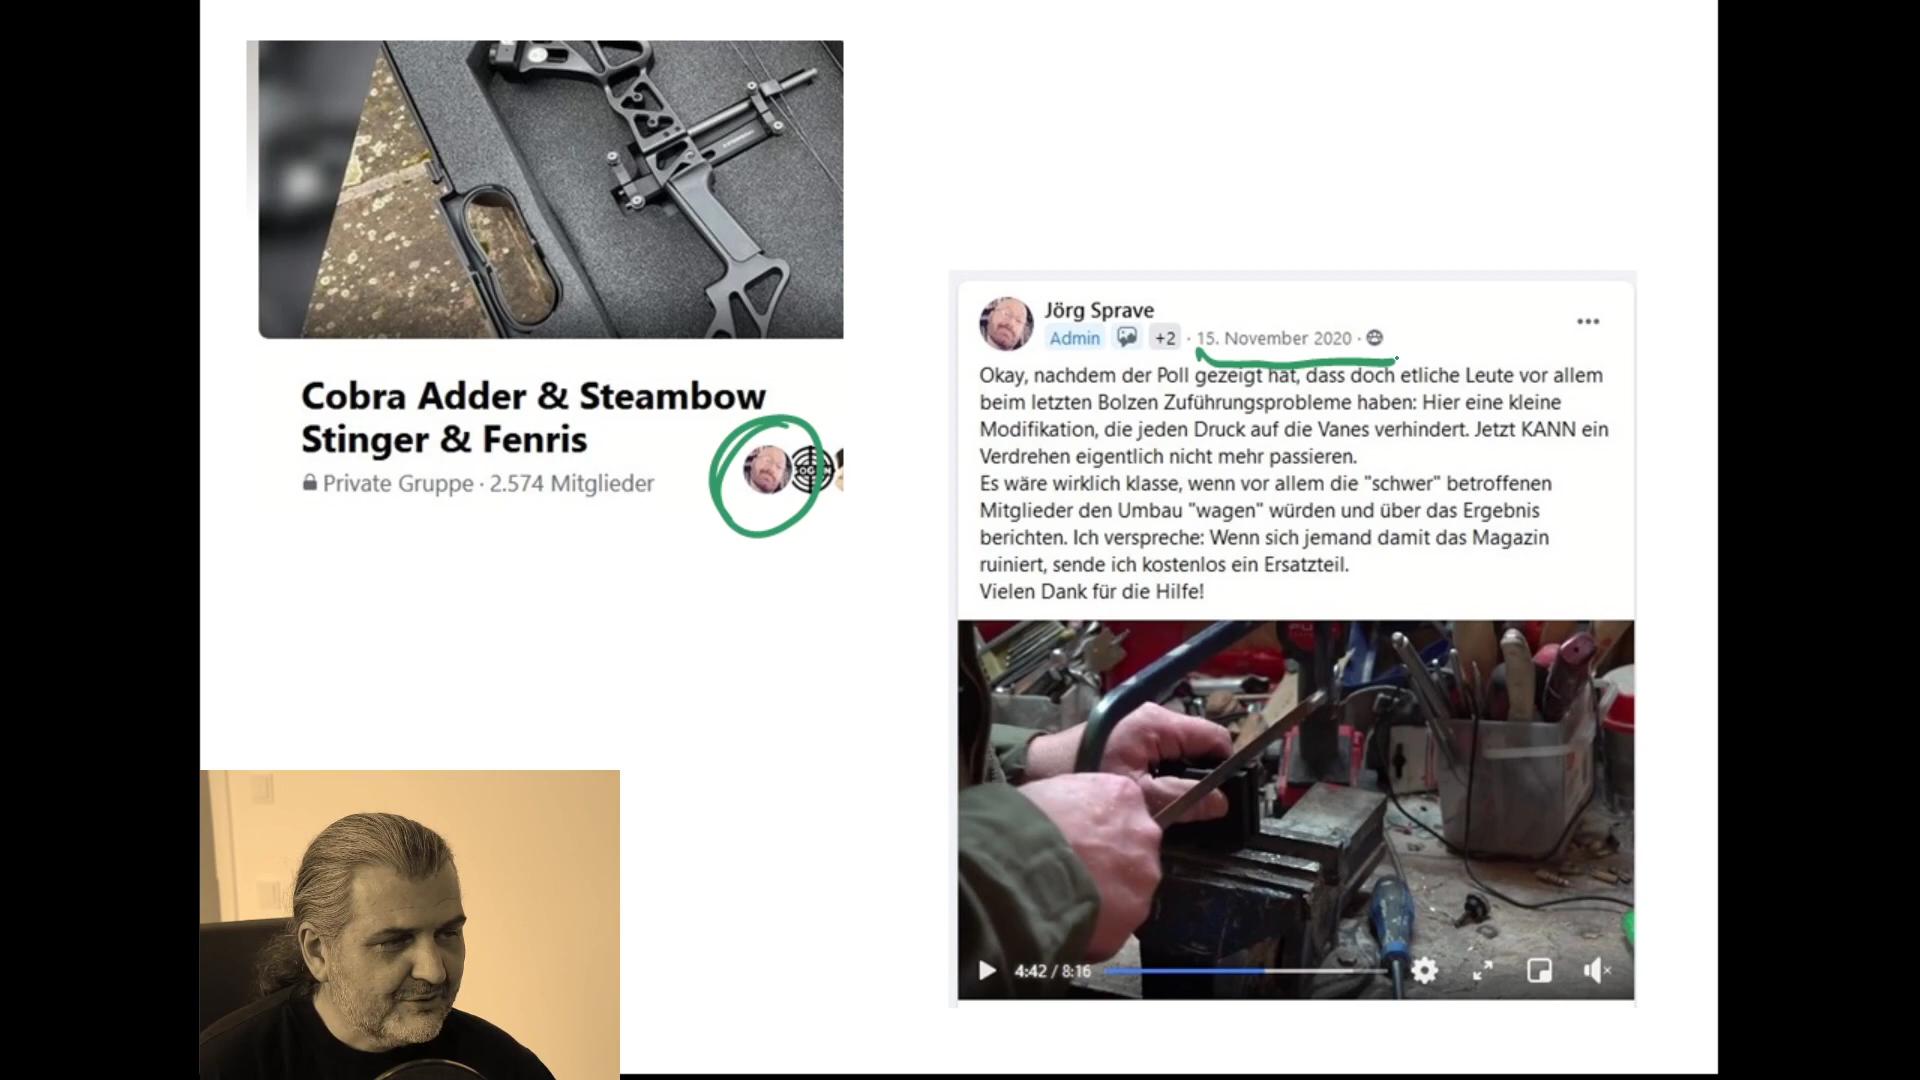 Cobra Adder & Steambow
Stinger & Fenris
Private Gruppe · 2.574 Mitglieder
Jörg Sprave
Admin +2 · 15. November 2020 ·
Okay, nachdem der Poll gezeigt hat, dass doch etliche Leute vor allem
beim letzten Bolzen Zuführungsprobleme haben: Hier eine kleine
Modifikation, die jeden Druck auf die Vanes verhindert. Jetzt KANN ein
Verdrehen eigentlich nicht mehr passieren.
Es wäre wirklich klasse, wenn vor allem die "schwer" betroffenen
Mitglieder den Umbau "wagen" würden und über das Ergebnis
berichten. Ich verspreche: Wenn sich jemand damit das Magazin
ruiniert, sende ich kostenlos ein Ersatzteil.
Vielen Dank für die Hilfe!
4:42 / 8:16